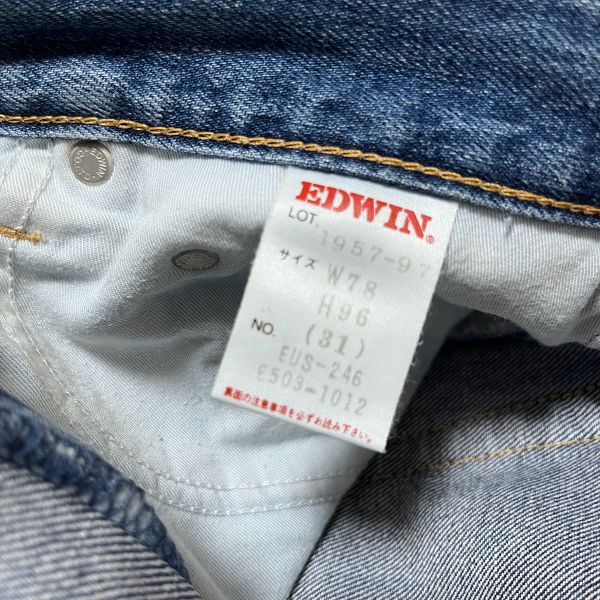 EDWIN®
LOT. 1957-97
サイズ W78
H96
(31)
NO. EUS-246
E503-1012
裏面の注意事項を必ずお読み下さい。